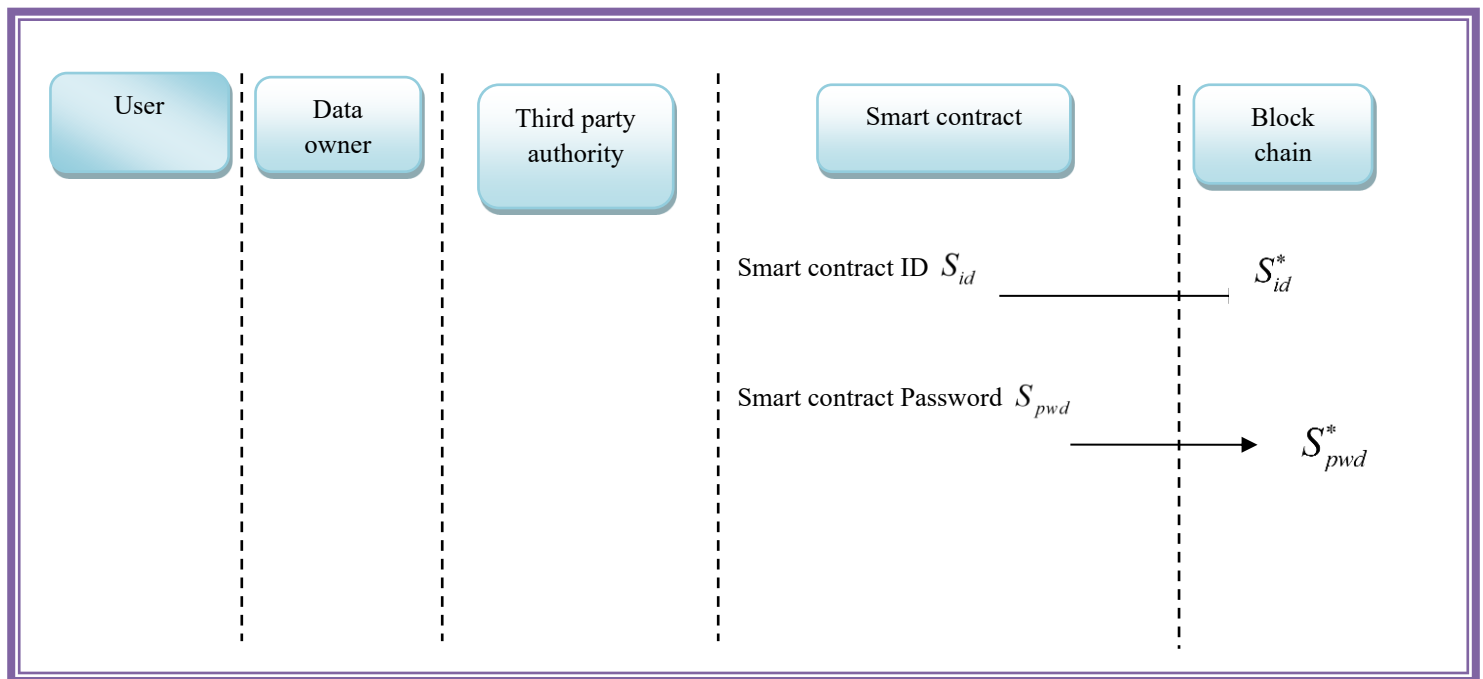 User
Data
owner
Third party
authority
Smart contract
Block
chain
Smart contract ID S_id
S*_id
Smart contract Password S_pwd
S*_pwd